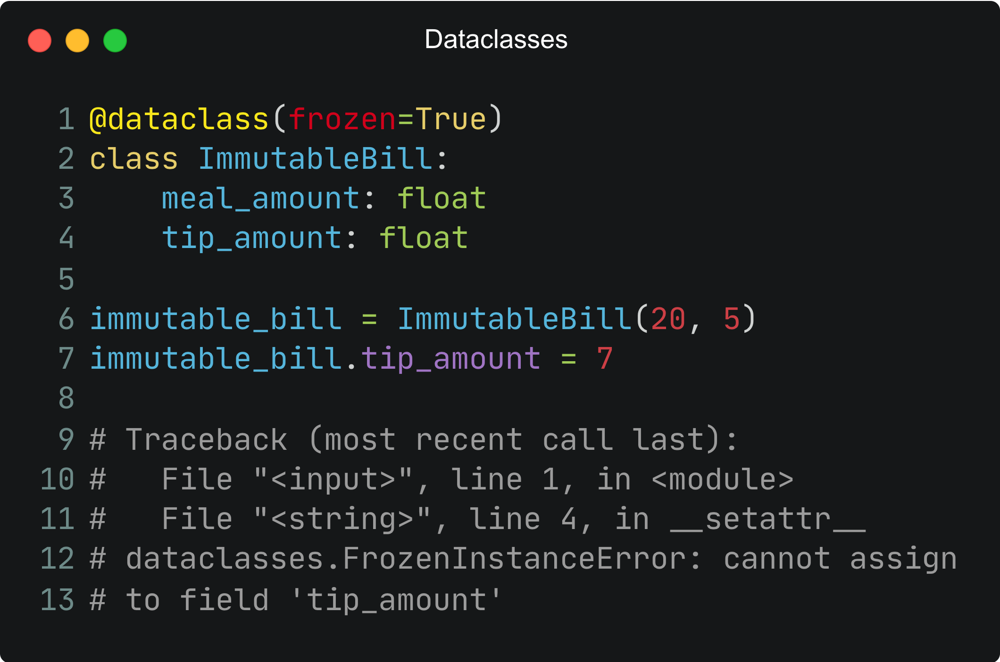 Dataclasses
1 @dataclass(frozen=True)
2 class ImmutableBill:
3     meal_amount: float
4     tip_amount: float
5
6 immutable_bill = ImmutableBill(20, 5)
7 immutable_bill.tip_amount = 7
8
9 # Traceback (most recent call last):
10 #   File "<input>", line 1, in <module>
11 #   File "<string>", line 4, in __setattr__
12 # dataclasses.FrozenInstanceError: cannot assign
13 # to field 'tip_amount'